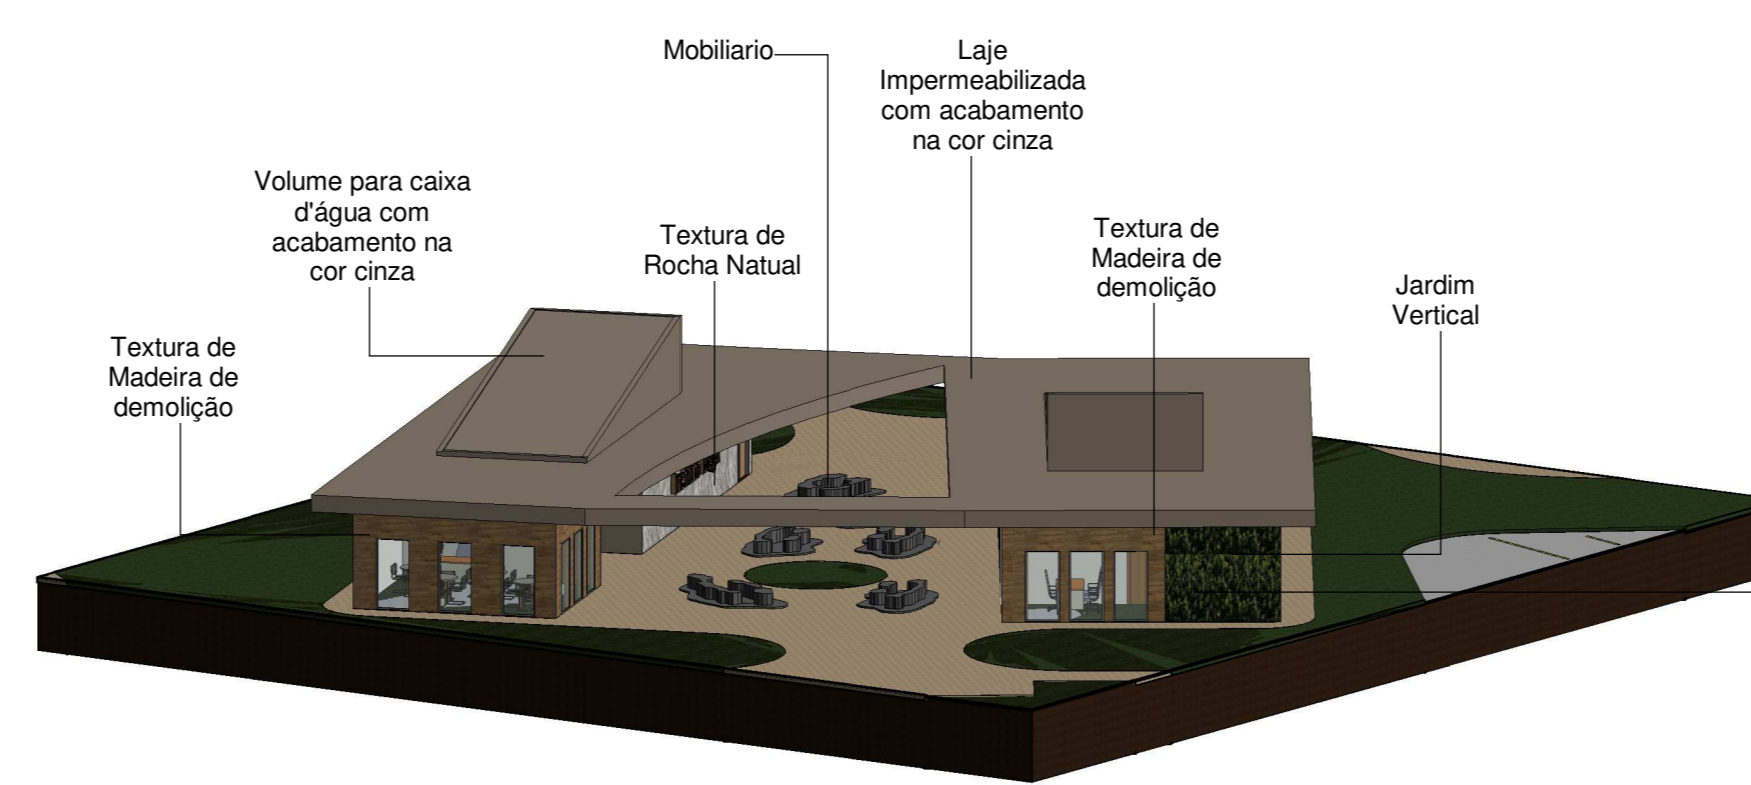 Mobiliario
Laje
Impermeabilizada
com acabamento
na cor cinza
Volume para caixa
d'água com
acabamento na
cor cinza
Textura de
Rocha Natual
Textura de
Madeira de
demolição
Jardim
Vertical
Textura de
Madeira de
demolição